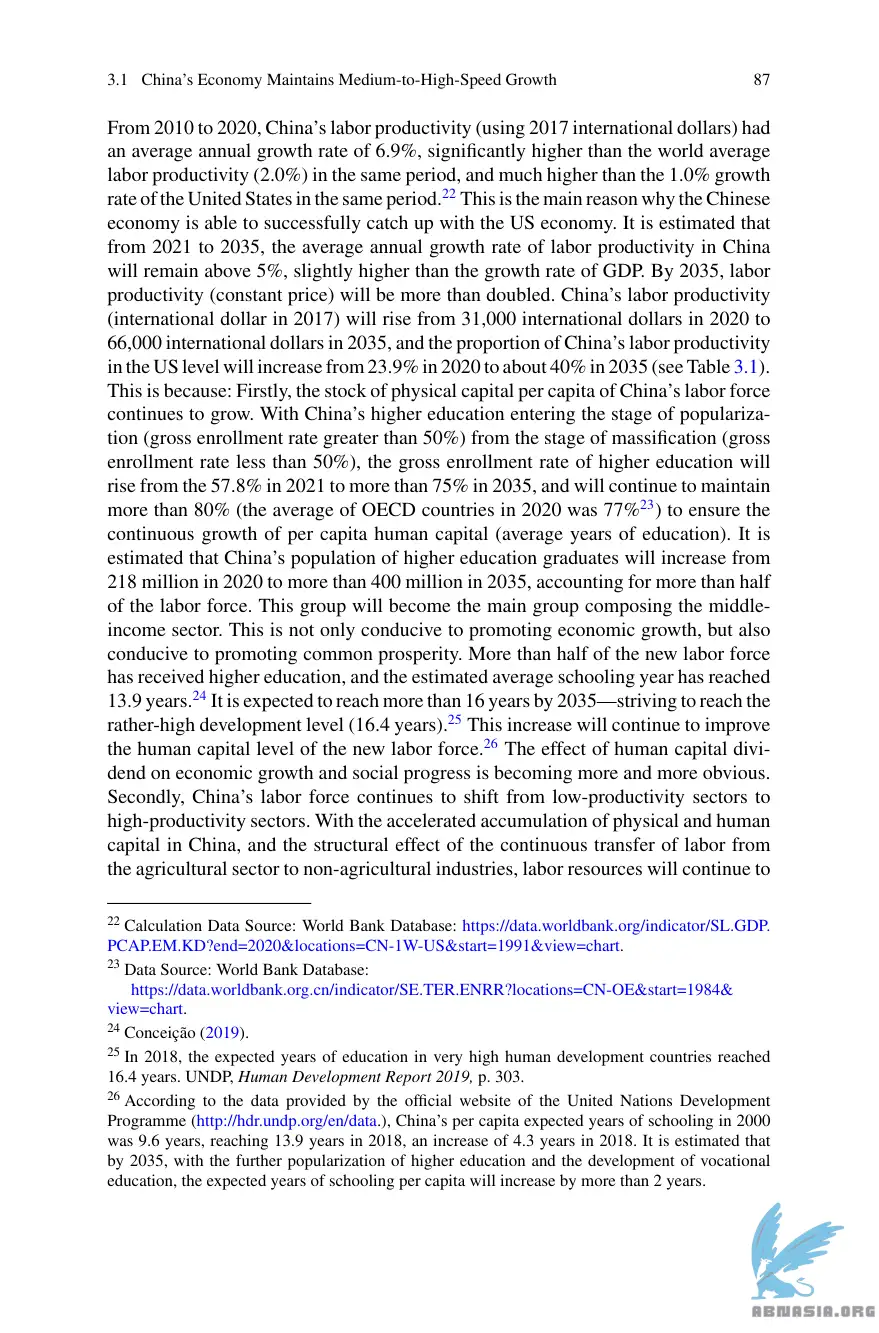 3.1 China’s Economy Maintains Medium-to-High-Speed Growth 87
From 2010 to 2020, China’s labor productivity (using 2017 international dollars) had
an average annual growth rate of 6.9%, significantly higher than the world average
labor productivity (2.0%) in the same period, and much higher than the 1.0% growth
rate of the United States in the same period.22 This is the main reason why the Chinese
economy is able to successfully catch up with the US economy. It is estimated that
from 2021 to 2035, the average annual growth rate of labor productivity in China
will remain above 5%, slightly higher than the growth rate of GDP. By 2035, labor
productivity (constant price) will be more than doubled. China’s labor productivity
(international dollar in 2017) will rise from 31,000 international dollars in 2020 to
66,000 international dollars in 2035, and the proportion of China’s labor productivity
in the US level will increase from 23.9% in 2020 to about 40% in 2035 (see Table 3.1).
This is because: Firstly, the stock of physical capital per capita of China’s labor force
continues to grow. With China’s higher education entering the stage of populariza-
tion (gross enrollment rate greater than 50%) from the stage of massification (gross
enrollment rate less than 50%), the gross enrollment rate of higher education will
rise from the 57.8% in 2021 to more than 75% in 2035, and will continue to maintain
more than 80% (the average of OECD countries in 2020 was 77%23) to ensure the
continuous growth of per capita human capital (average years of education). It is
estimated that China’s population of higher education graduates will increase from
218 million in 2020 to more than 400 million in 2035, accounting for more than half
of the labor force. This group will become the main group composing the middle-
income sector. This is not only conducive to promoting economic growth, but also
conducive to promoting common prosperity. More than half of the new labor force
has received higher education, and the estimated average schooling year has reached
13.9 years.24 It is expected to reach more than 16 years by 2035—striving to reach the
rather-high development level (16.4 years).25 This increase will continue to improve
the human capital level of the new labor force.26 The effect of human capital divi-
dend on economic growth and social progress is becoming more and more obvious.
Secondly, China’s labor force continues to shift from low-productivity sectors to
high-productivity sectors. With the accelerated accumulation of physical and human
capital in China, and the structural effect of the continuous transfer of labor from
the agricultural sector to non-agricultural industries, labor resources will continue to
22 Calculation Data Source: World Bank Database: https://data.worldbank.org/indicator/SL.GDP.
PCAP.EM.KD?end=2020&locations=CN-1W-US&start=1991&view=chart.
23 Data Source: World Bank Database:
https://data.worldbank.org.cn/indicator/SE.TER.ENRR?locations=CN-OE&start=1984&
view=chart.
24 Conceição (2019).
25 In 2018, the expected years of education in very high human development countries reached
16.4 years. UNDP, Human Development Report 2019, p. 303.
26 According to the data provided by the official website of the United Nations Development
Programme (http://hdr.undp.org/en/data.), China’s per capita expected years of schooling in 2000
was 9.6 years, reaching 13.9 years in 2018, an increase of 4.3 years in 2018. It is estimated that
by 2035, with the further popularization of higher education and the development of vocational
education, the expected years of schooling per capita will increase by more than 2 years.
ABNASIA.ORG